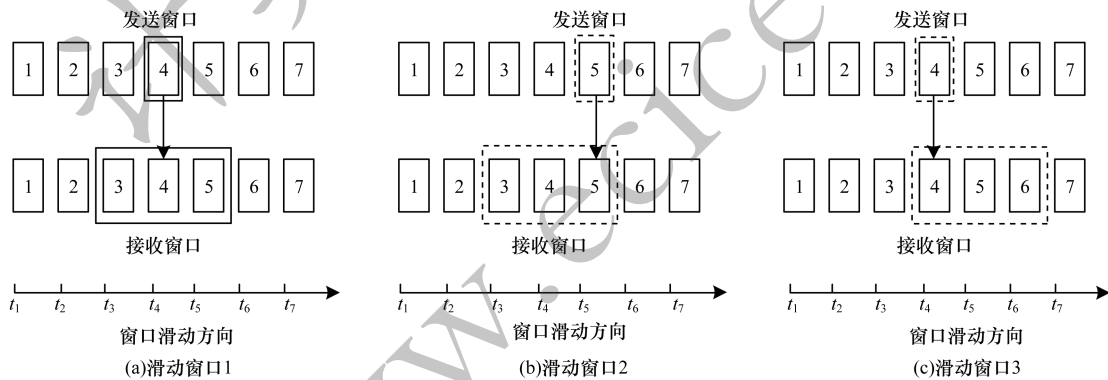 发送窗口 发送窗口 发送窗口
1 2 3 4 5 6 7 1 2 3 4 5 6 7 1 2 3 4 5 6 7
1 2 3 4 5 6 7 1 2 3 4 5 6 7 1 2 3 4 5 6 7
接收窗口 接收窗口 接收窗口
t1 t2 t3 t4 t5 t6 t7 t1 t2 t3 t4 t5 t6 t7 t1 t2 t3 t4 t5 t6 t7
窗口滑动方向 窗口滑动方向 窗口滑动方向
(a)滑动窗口1 (b)滑动窗口2 (c)滑动窗口3
www.ecice